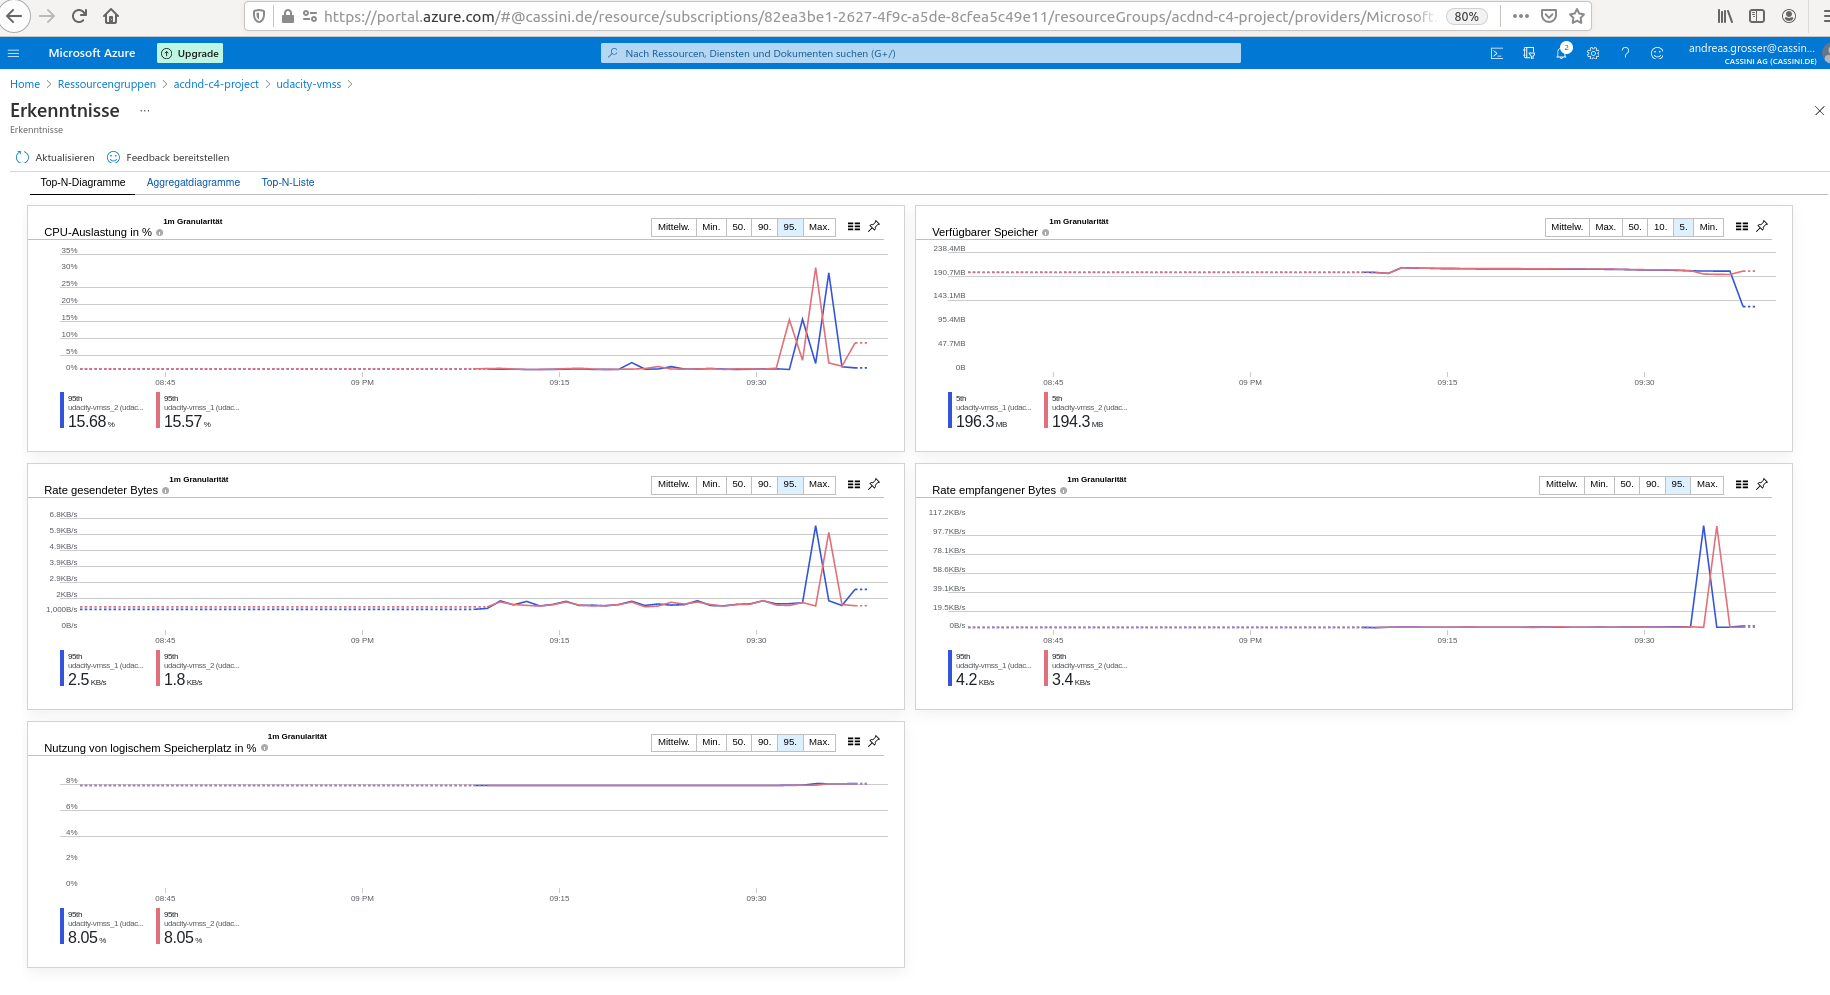 https://portal.azure.com/#@cassini.de/resource/subscriptions/82ea3be1-2627-4f9c-a5de-8cfea5c49e11/resourceGroups/acdnd-c4-project/providers/Microsoft. 80%
Microsoft Azure Upgrade Nach Ressourcen, Diensten und Dokumenten suchen (G+/) 2 andreas.grosser@cassin...
CASSINI AG (CASSINI.DE)
Home > Ressourcengruppen > acdnd-c4-project > udacity-vmss >
Erkenntnisse ...
Erkenntnisse
Aktualisieren Feedback bereitstellen
Top-N-Diagramme Aggregatdiagramme Top-N-Liste
CPU-Auslastung in % 1m Granularität Mittelw. Min. 50. 90. 95. Max.
35%
30%
25%
20%
15%
10%
5%
0%
08:45 09 PM 09:15 09:30
95th 95th
udacity-vmss_2 (udac... udacity-vmss_1 (udac...
15.68 % 15.57 %
Verfügbarer Speicher 1m Granularität Mittelw. Max. 50. 10. 5. Min.
238.4MB
190.7MB
143.1MB
95.4MB
47.7MB
0B
08:45 09 PM 09:15 09:30
5th 5th
udacity-vmss_1 (udac... udacity-vmss_2 (udac...
196.3 MB 194.3 MB
Rate gesendeter Bytes 1m Granularität Mittelw. Min. 50. 90. 95. Max.
6.8KB/s
5.9KB/s
4.9KB/s
3.9KB/s
2.9KB/s
2KB/s
1,000B/s
0B/s
08:45 09 PM 09:15 09:30
95th 95th
udacity-vmss_1 (udac... udacity-vmss_2 (udac...
2.5 KB/s 1.8 KB/s
Rate empfangener Bytes 1m Granularität Mittelw. Min. 50. 90. 95. Max.
117.2KB/s
97.7KB/s
78.1KB/s
58.6KB/s
39.1KB/s
19.5KB/s
0B/s
08:45 09 PM 09:15 09:30
95th 95th
udacity-vmss_1 (udac... udacity-vmss_2 (udac...
4.2 KB/s 3.4 KB/s
Nutzung von logischem Speicherplatz in % 1m Granularität Mittelw. Min. 50. 90. 95. Max.
8%
6%
4%
2%
0%
08:45 09 PM 09:15 09:30
95th 95th
udacity-vmss_1 (udac... udacity-vmss_2 (udac...
8.05 % 8.05 %